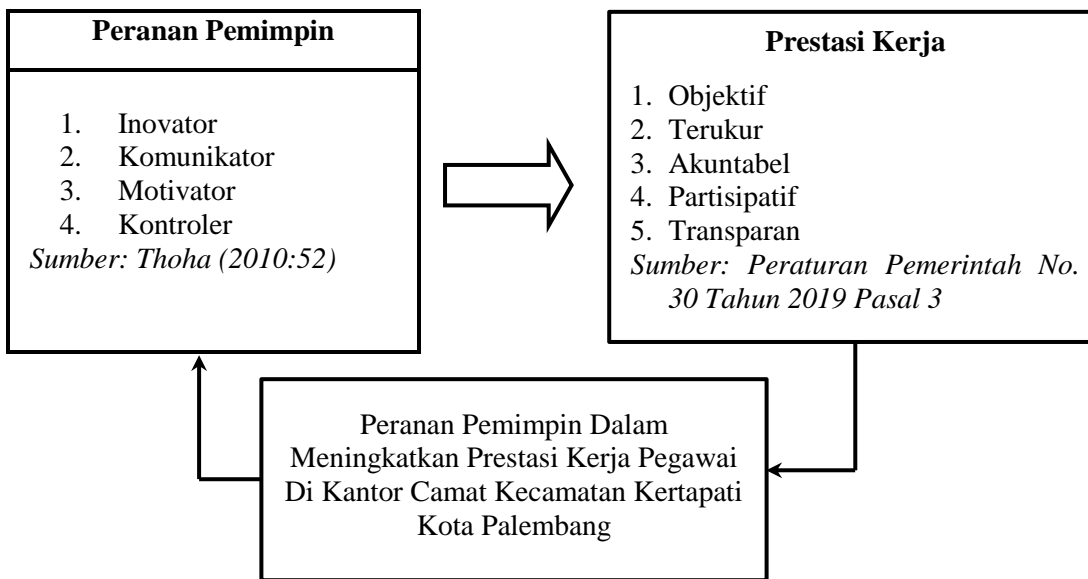 Peranan Pemimpin
1. Inovator
2. Komunikator
3. Motivator
4. Kontroler
Sumber: Thoha (2010:52)
Prestasi Kerja
1. Objektif
2. Terukur
3. Akuntabel
4. Partisipatif
5. Transparan
Sumber: Peraturan Pemerintah No.
30 Tahun 2019 Pasal 3
Peranan Pemimpin Dalam
Meningkatkan Prestasi Kerja Pegawai
Di Kantor Camat Kecamatan Kertapati
Kota Palembang